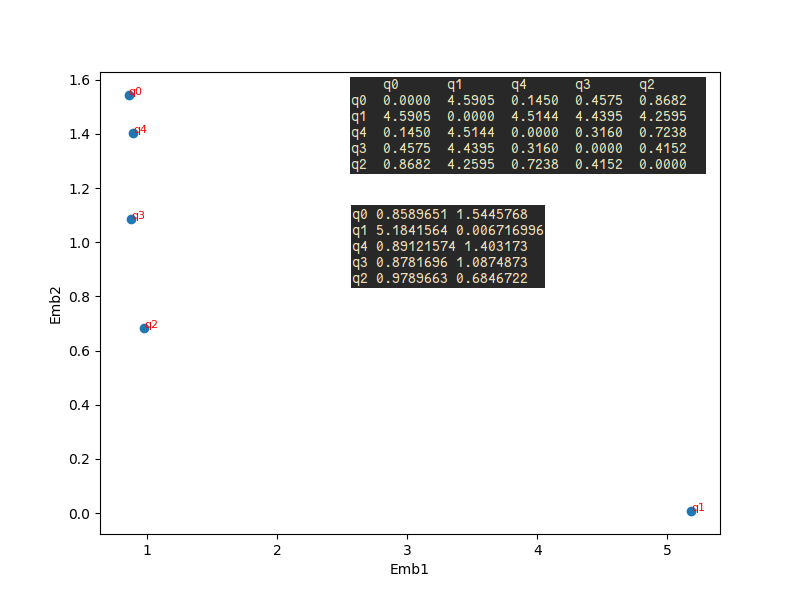 1.6
1.4
1.2
1.0
0.8
0.6
0.4
0.2
0.0
Emb2
q0
q4
q3
q2
q1
q0 q1 q4 q3 q2
q0 0.0000 4.5905 0.1450 0.4575 0.8682
q1 4.5905 0.0000 4.5144 4.4395 4.2595
q4 0.1450 4.5144 0.0000 0.3160 0.7238
q3 0.4575 4.4395 0.3160 0.0000 0.4152
q2 0.8682 4.2595 0.7238 0.4152 0.0000
q0 0.8589651 1.5445768
q1 5.1841564 0.006716996
q4 0.89121574 1.403173
q3 0.8781696 1.0874873
q2 0.9789663 0.6846722
1 2 3 4 5
Emb1